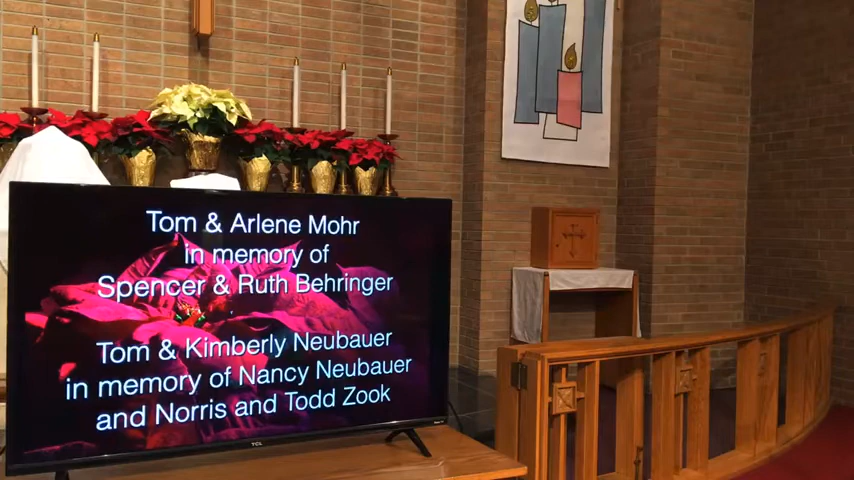 Tom & Arlene Mohr
in memory of
Spencer & Ruth Behringer
Tom & Kimberly Neubauer
in memory of Nancy Neubauer
and Norris and Todd Zook
TCL